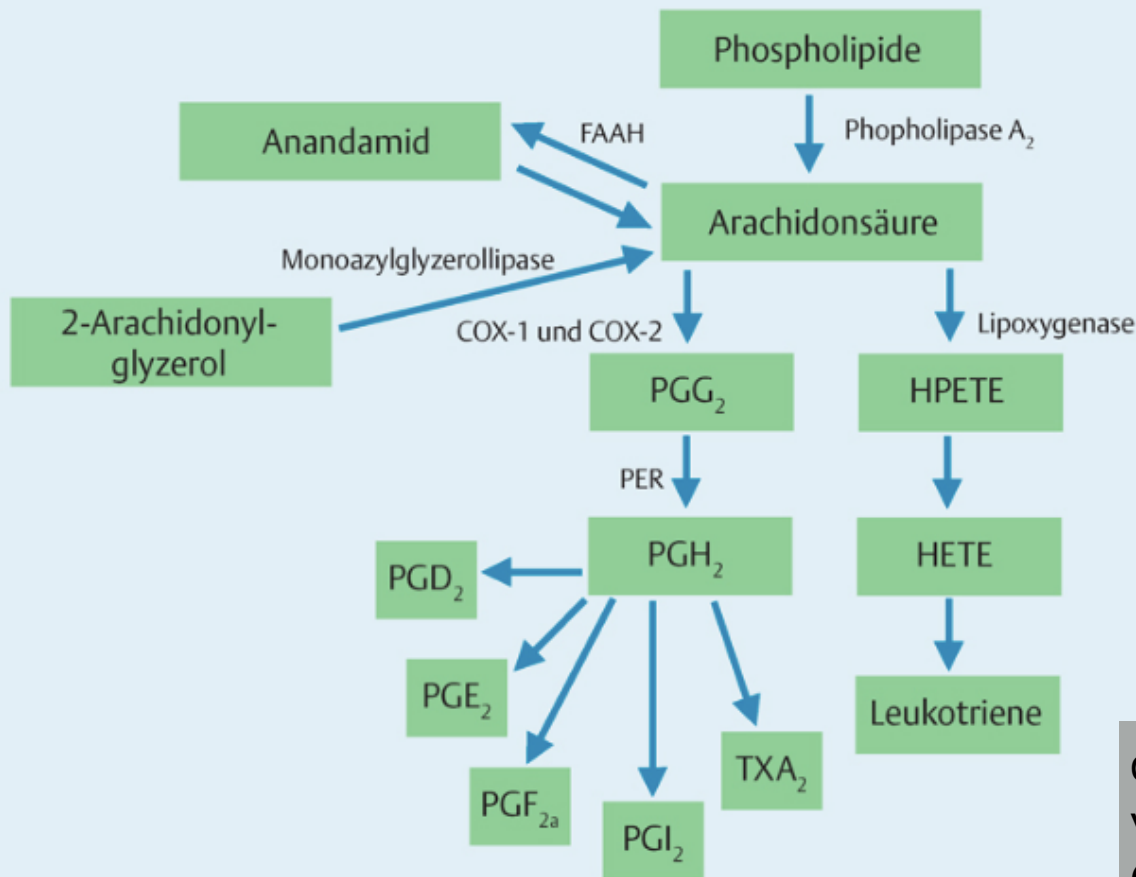 Phospholipide
Phopholipase A₂
Anandamid
FAAH
Arachidonsäure
Monoazylglyzerollipase
2-Arachidonyl-
glyzerol
COX-1 und COX-2
Lipoxygenase
PGG₂
HPETE
PER
PGH₂
HETE
PGD₂
PGE₂
Leukotriene
TXA₂
PGF₂ₐ
PGI₂